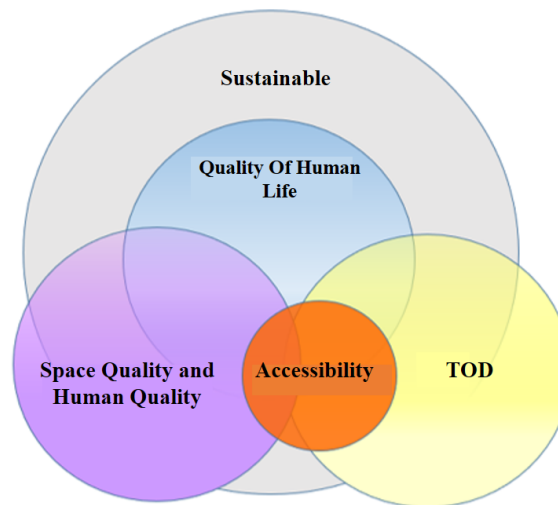 Sustainable
Quality Of Human
Life
Space Quality and
Human Quality
Accessibility
TOD